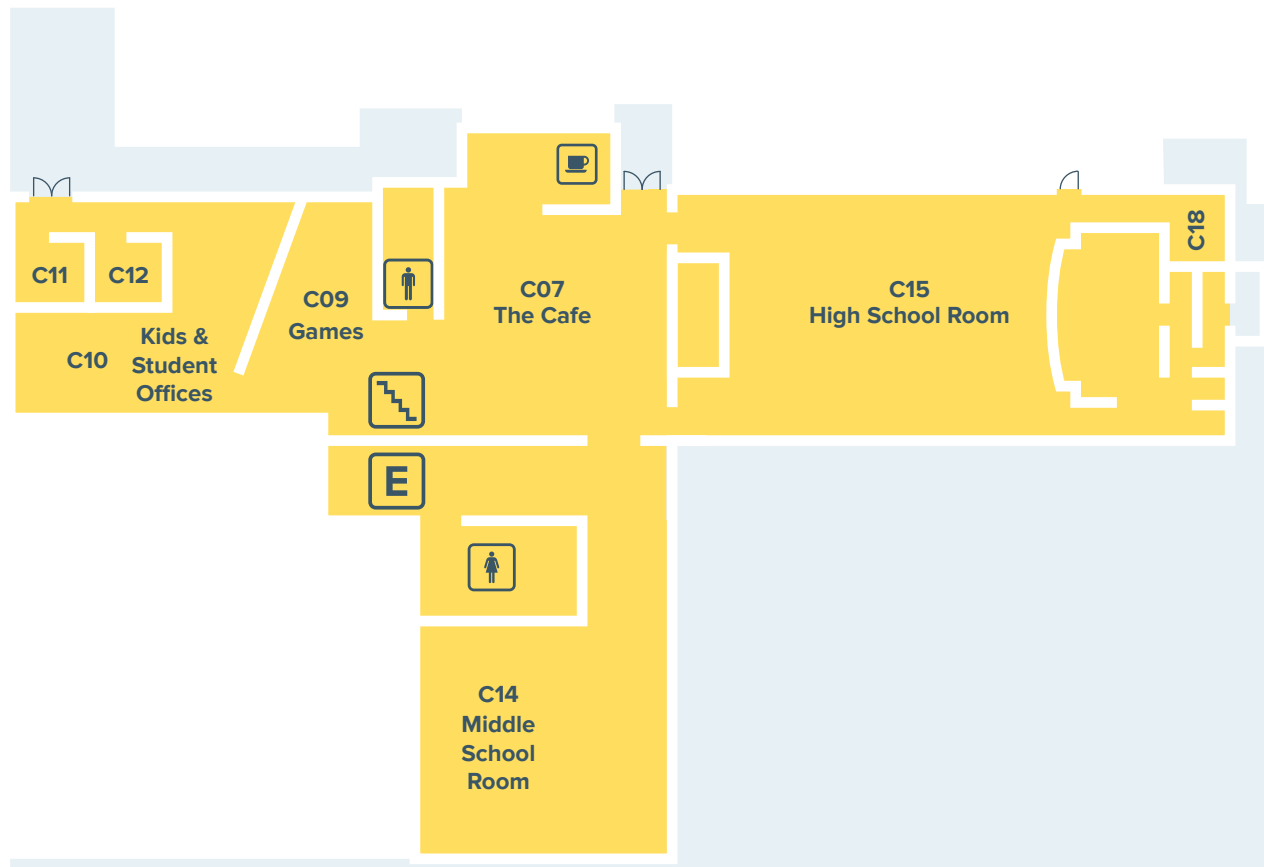 C11
C12
C10
Kids &
Student
Offices
C09
Games
C07
The Cafe
C15
High School Room
C18
E
C14
Middle
School
Room